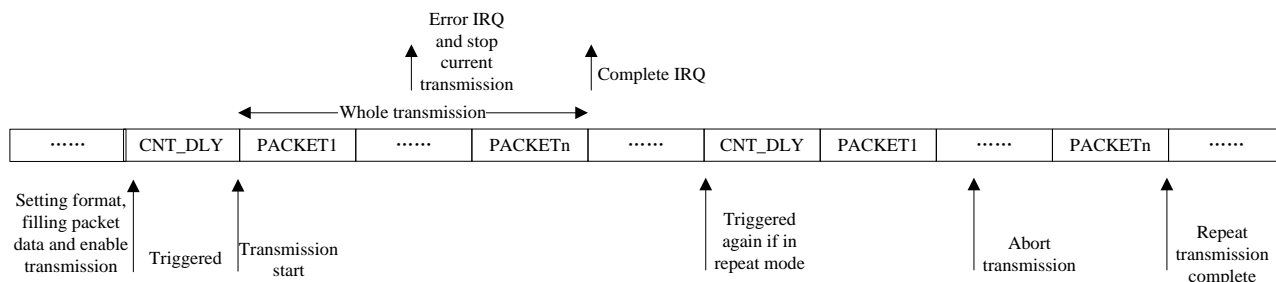 Error IRQ
and stop
current
transmission
Complete IRQ
Whole transmission
...... CNT_DLY PACKET1 ...... PACKETn ...... CNT_DLY PACKET1 ...... PACKETn ......
Setting format,
filling packet
data and enable
transmission
Triggered
Transmission
start
Triggered
again if in
repeat mode
Abort
transmission
Repeat
transmission
complete